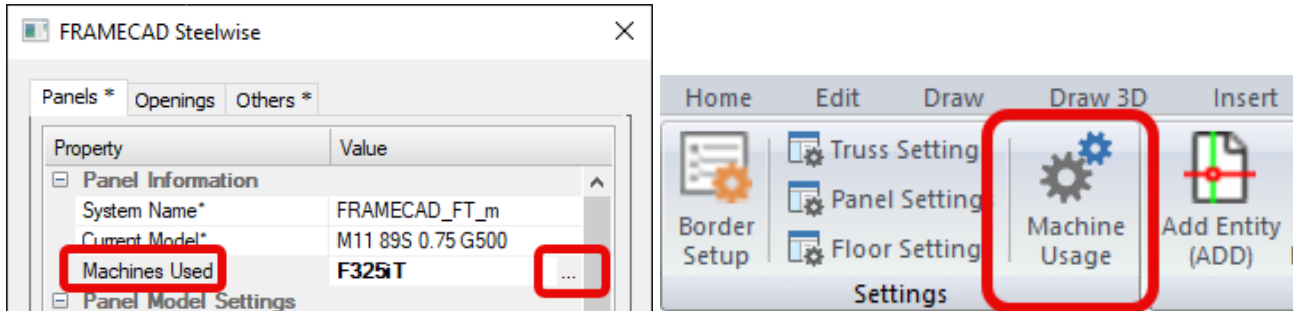 FRAMECAD Steelwise
Panels * Openings Others *
Property Value
Panel Information
System Name* FRAMECAD_FT_m
Current Model* M11 89S 0.75 G500
Machines Used F325iT ...
Panel Model Settings
Home Edit Draw Draw 3D Insert
Border
Setup
Truss Setting
Panel Setting
Floor Setting
Machine
Usage
Add Entity
(ADD)
Settings